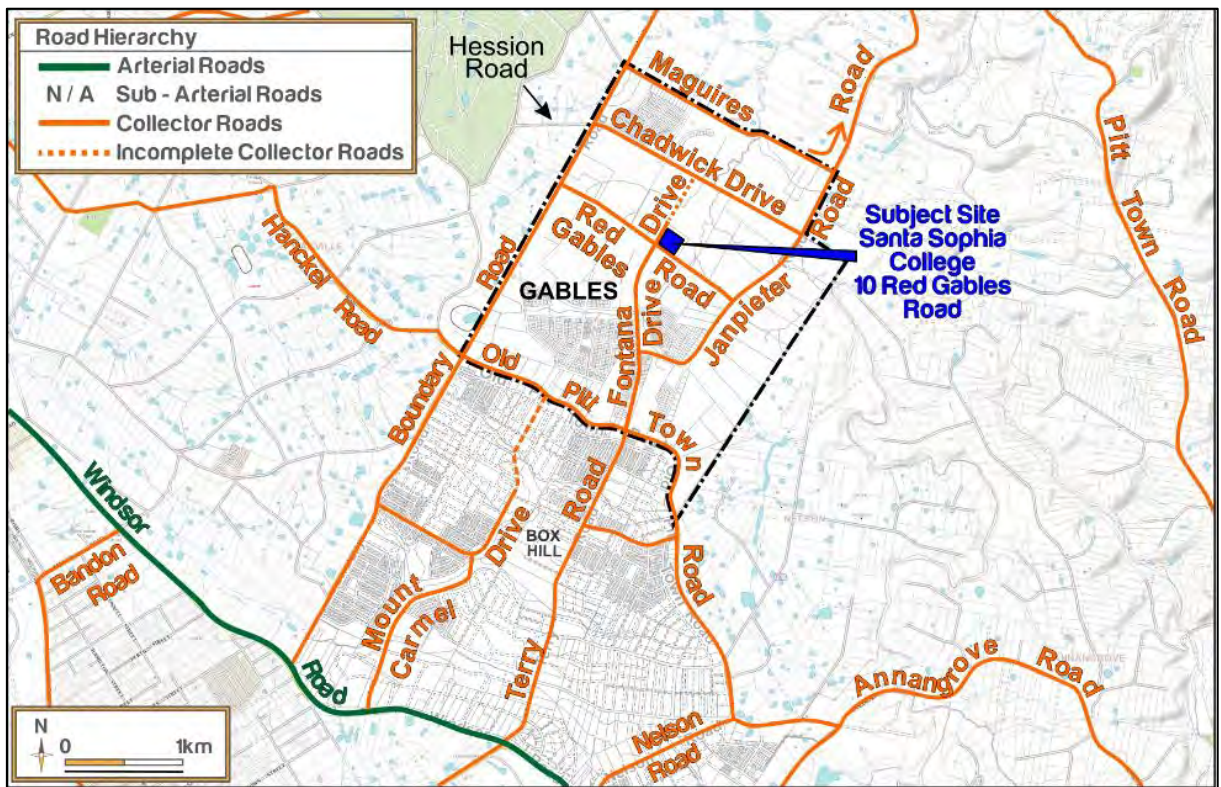 Road Hierarchy
Arterial Roads
N / A Sub - Arterial Roads
Collector Roads
Incomplete Collector Roads
Hession
Road
Maguires
Road
Chadwick Drive
Pitt
Town
Road
Hanckel Road
Road
Boundary
Red
Gables
Road
Drive
Road
Subject Site
Santa Sophia
College
10 Red Gables
Road
GABLES
Fontana
Drive
Janpieter
Old
Pitt
Town
Road
Windsor
Road
Bandon
Road
Mount
Carmel
Drive
BOX
HILL
Terry
Road
NELSON
Nelson
Road
Annangrove Road
N
0 1km